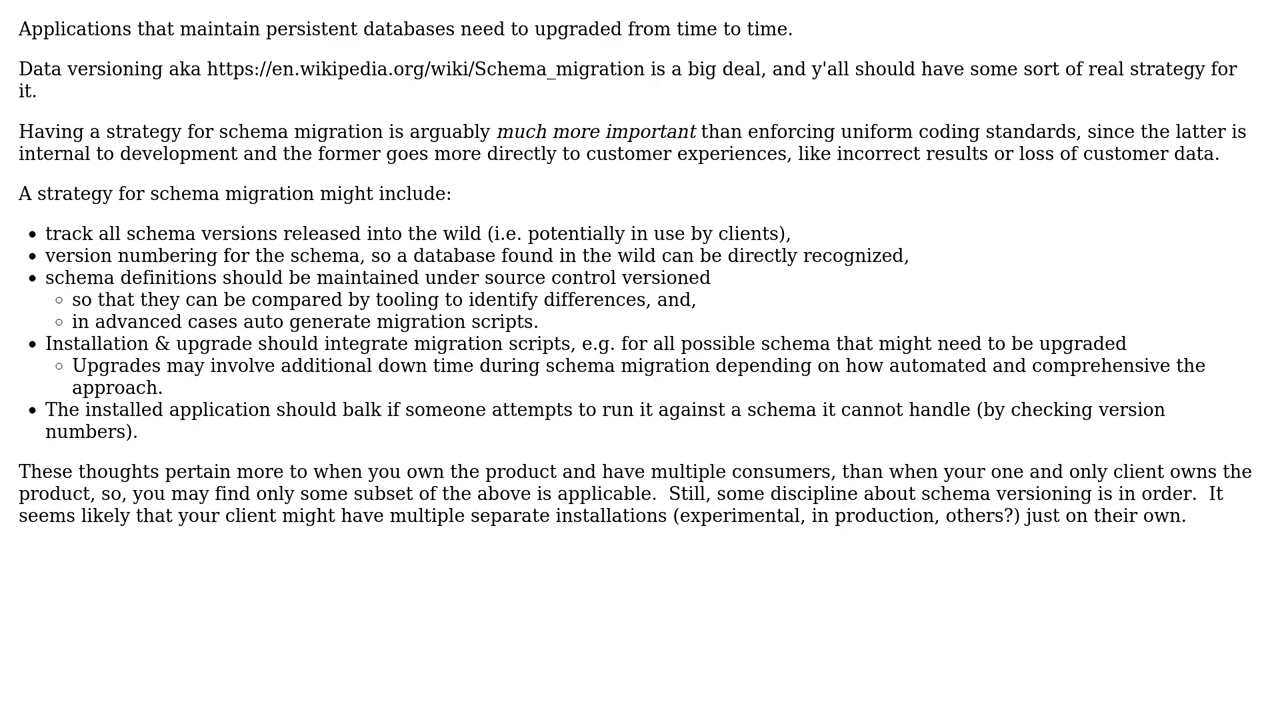 Applications that maintain persistent databases need to upgraded from time to time.
Data versioning aka https://en.wikipedia.org/wiki/Schema_migration is a big deal, and y'all should have some sort of real strategy for
it.
Having a strategy for schema migration is arguably much more important than enforcing uniform coding standards, since the latter is
internal to development and the former goes more directly to customer experiences, like incorrect results or loss of customer data.
A strategy for schema migration might include:
• track all schema versions released into the wild (i.e. potentially in use by clients),
• version numbering for the schema, so a database found in the wild can be directly recognized,
• schema definitions should be maintained under source control versioned
◦ so that they can be compared by tooling to identify differences, and,
◦ in advanced cases auto generate migration scripts.
• Installation & upgrade should integrate migration scripts, e.g. for all possible schema that might need to be upgraded
◦ Upgrades may involve additional down time during schema migration depending on how automated and comprehensive the
approach.
• The installed application should balk if someone attempts to run it against a schema it cannot handle (by checking version
numbers).
These thoughts pertain more to when you own the product and have multiple consumers, than when your one and only client owns the
product, so, you may find only some subset of the above is applicable.  Still, some discipline about schema versioning is in order.  It
seems likely that your client might have multiple separate installations (experimental, in production, others?) just on their own.